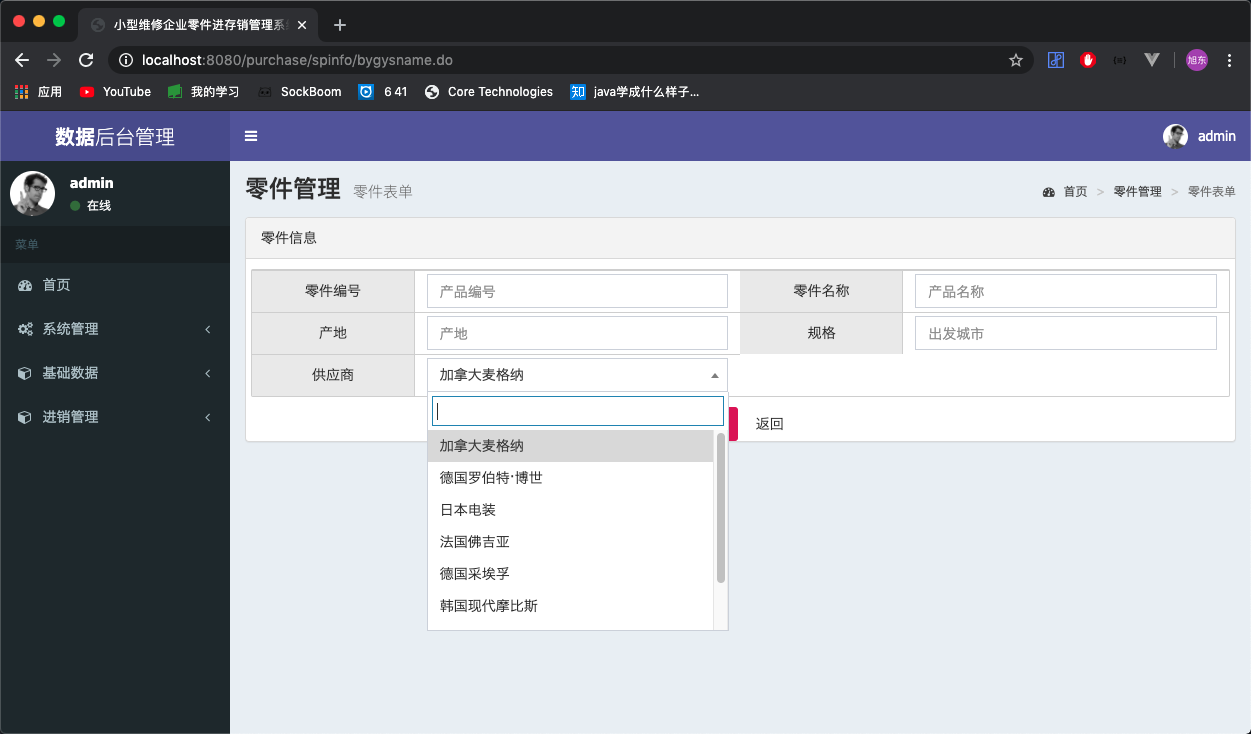 小型维修企业零件进存销管理系
localhost:8080/purchase/spinfo/bygysname.do
旭东
应用 YouTube 我的学习 SockBoom 6 41 Core Technologies 知 java学成什么样子...
数据后台管理
admin
admin
在线
菜单
首页
系统管理
基础数据
进销管理
零件管理 零件表单
首页 > 零件管理 > 零件表单
零件信息
零件编号 产品编号 零件名称 产品名称
产地 产地 规格 出发城市
供应商 加拿大麦格纳
加拿大麦格纳
德国罗伯特·博世
日本电装
法国佛吉亚
德国采埃孚
韩国现代摩比斯
返回